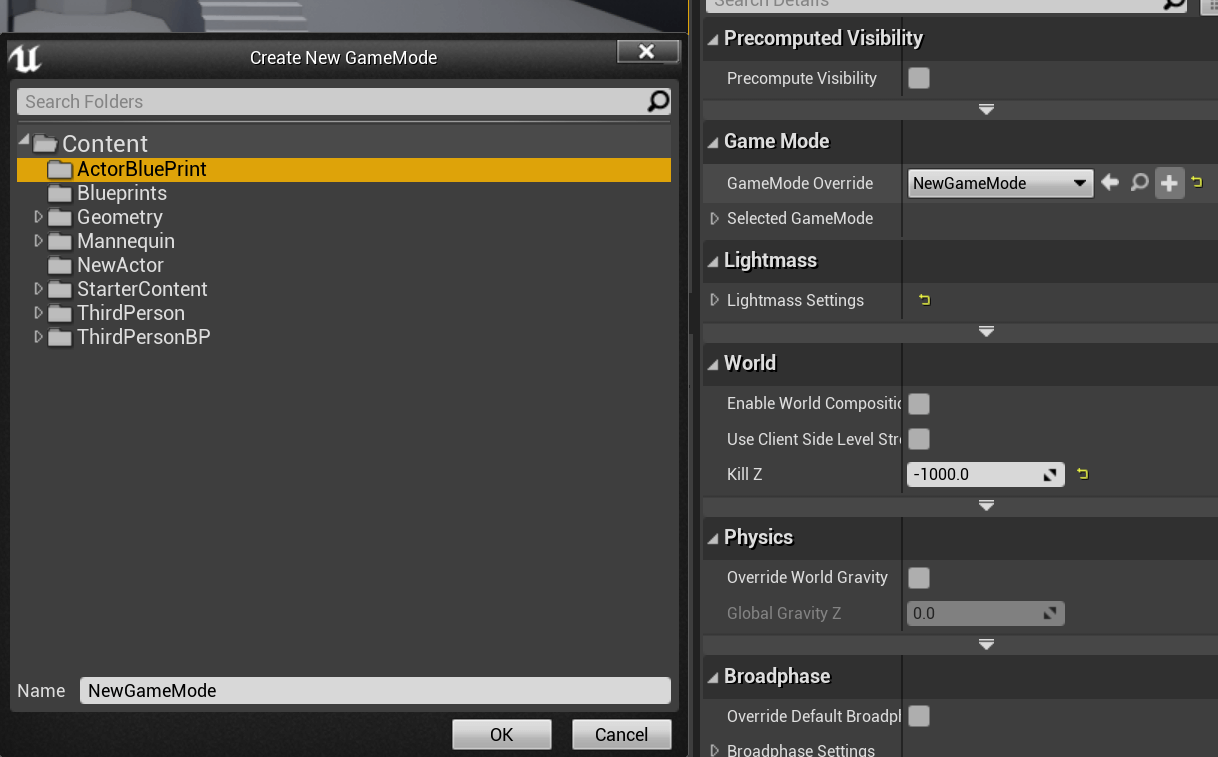 Search Details
Create New GameMode
Search Folders
Content
ActorBluePrint
Blueprints
Geometry
Mannequin
NewActor
StarterContent
ThirdPerson
ThirdPersonBP
Name
NewGameMode
OK
Cancel
Precomputed Visibility
Precompute Visibility
Game Mode
GameMode Override
NewGameMode
Selected GameMode
Lightmass
Lightmass Settings
World
Enable World Compositic
Use Client Side Level Stre
Kill Z
-1000.0
Physics
Override World Gravity
Global Gravity Z
0.0
Broadphase
Override Default Broadpl
Broadphase Settings